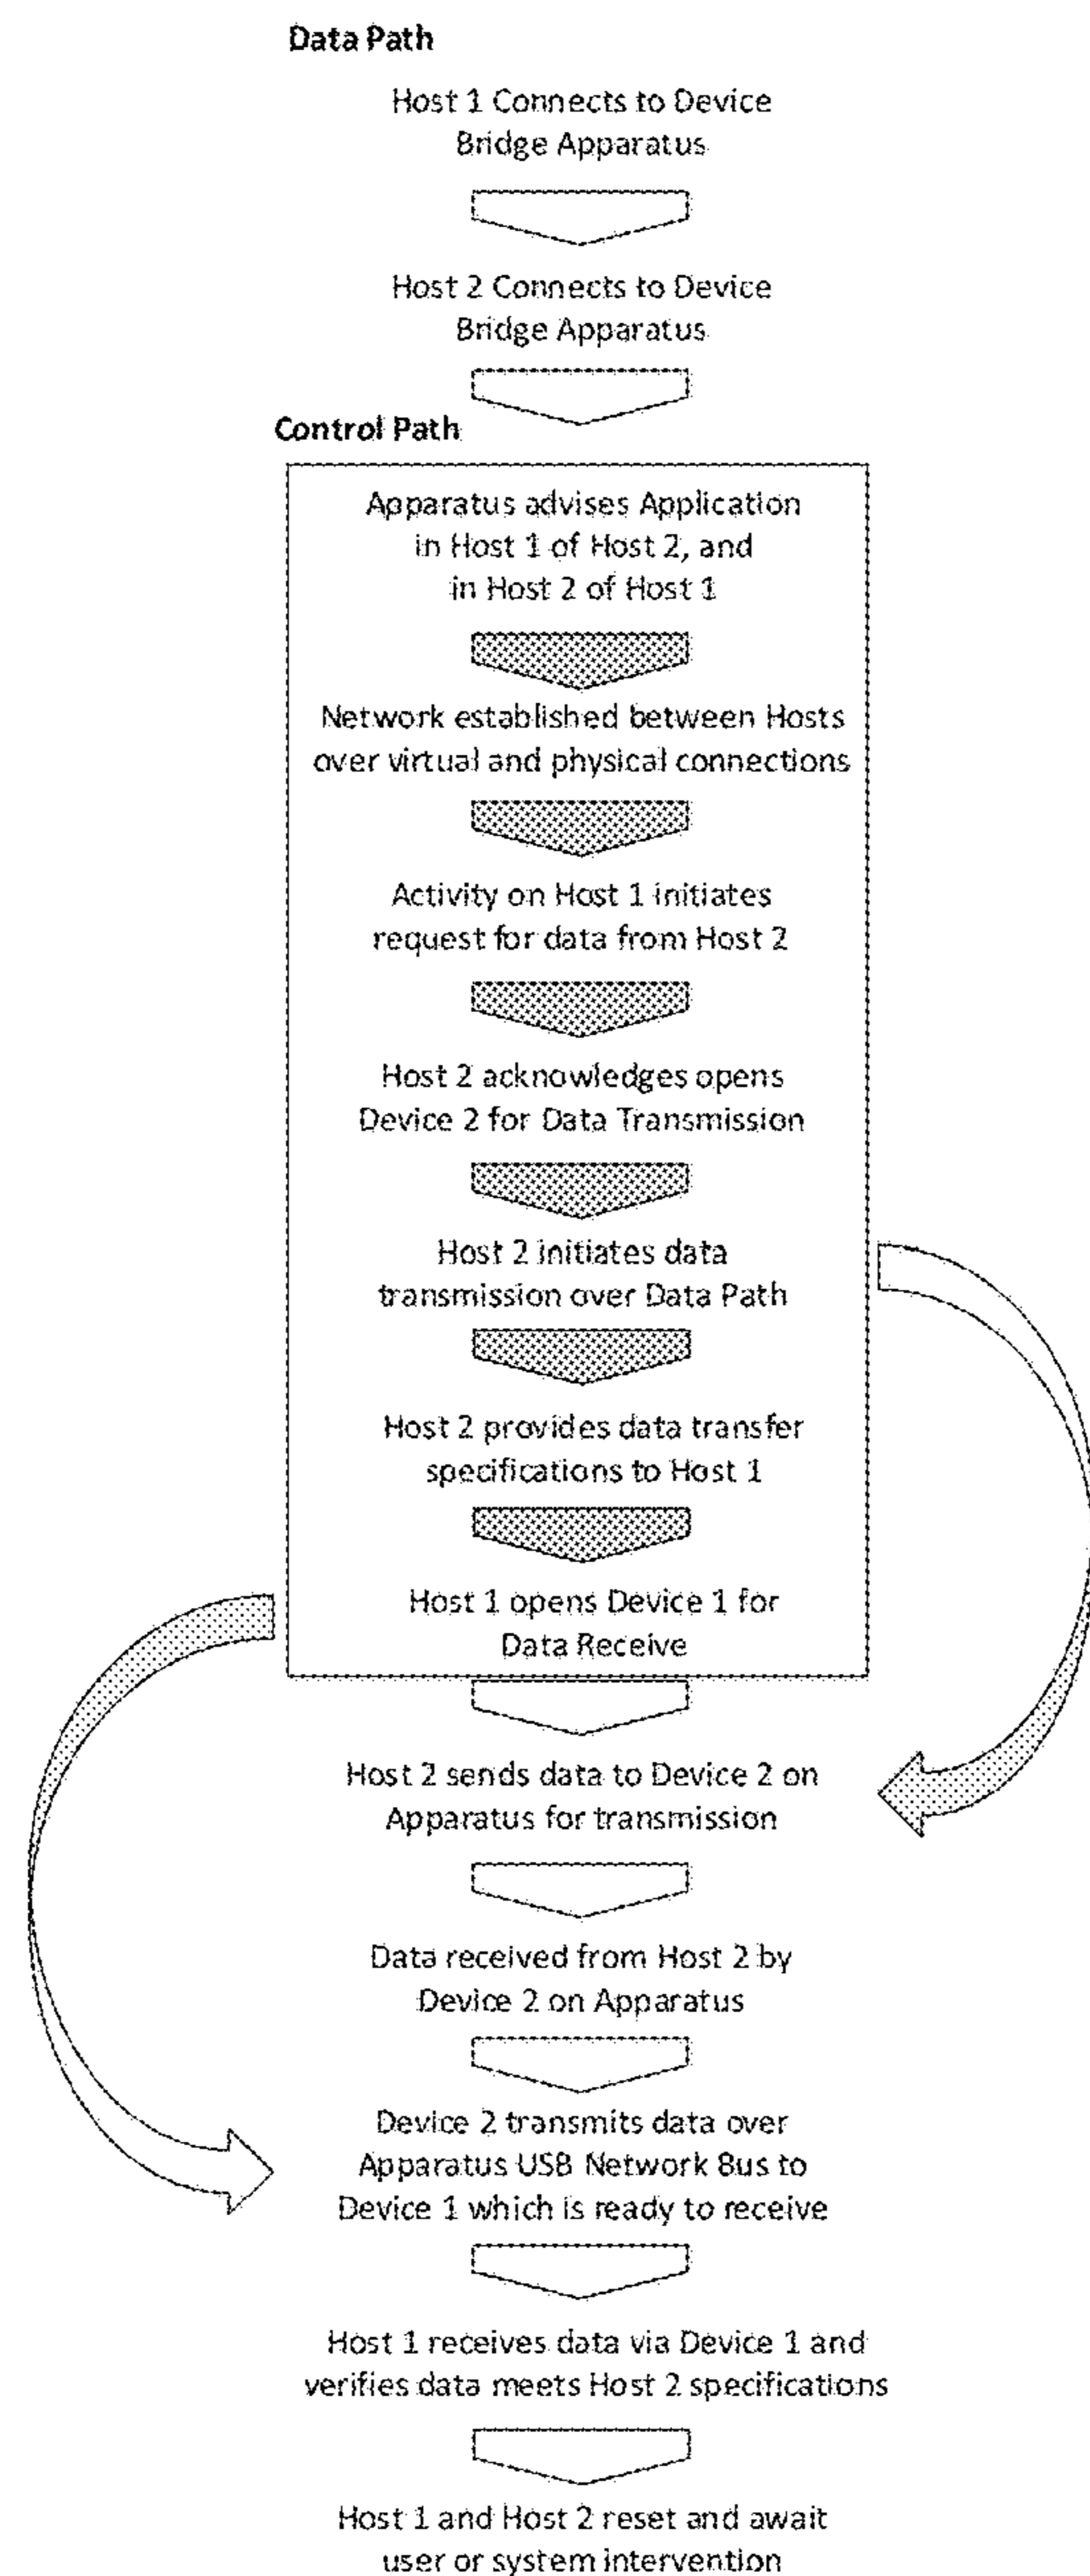 Data Path
Host 1 Connects to Device
Bridge Apparatus
Host 2 Connects to Device
Bridge Apparatus
Control Path
Apparatus advises Application
in Host 1 of Host 2, and
in Host 2 of Host 1
Network established between Hosts
over virtual and physical connections
Activity on Host 1 initiates
request for data from Host 2
Host 2 acknowledges opens
Device 2 for Data Transmission
Host 2 initiates data
transmission over Data Path
Host 2 provides data transfer
specifications to Host 1
Host 1 opens Device 1 for
Data Receive
Host 2 sends data to Device 2 on
Apparatus for transmission
Data received from Host 2 by
Device 2 on Apparatus
Device 2 transmits data over
Apparatus USB Network Bus to
Device 1 which is ready to receive
Host 1 receives data via Device 1 and
verifies data meets Host 2 specifications
Host 1 and Host 2 reset and await
user or system intervention